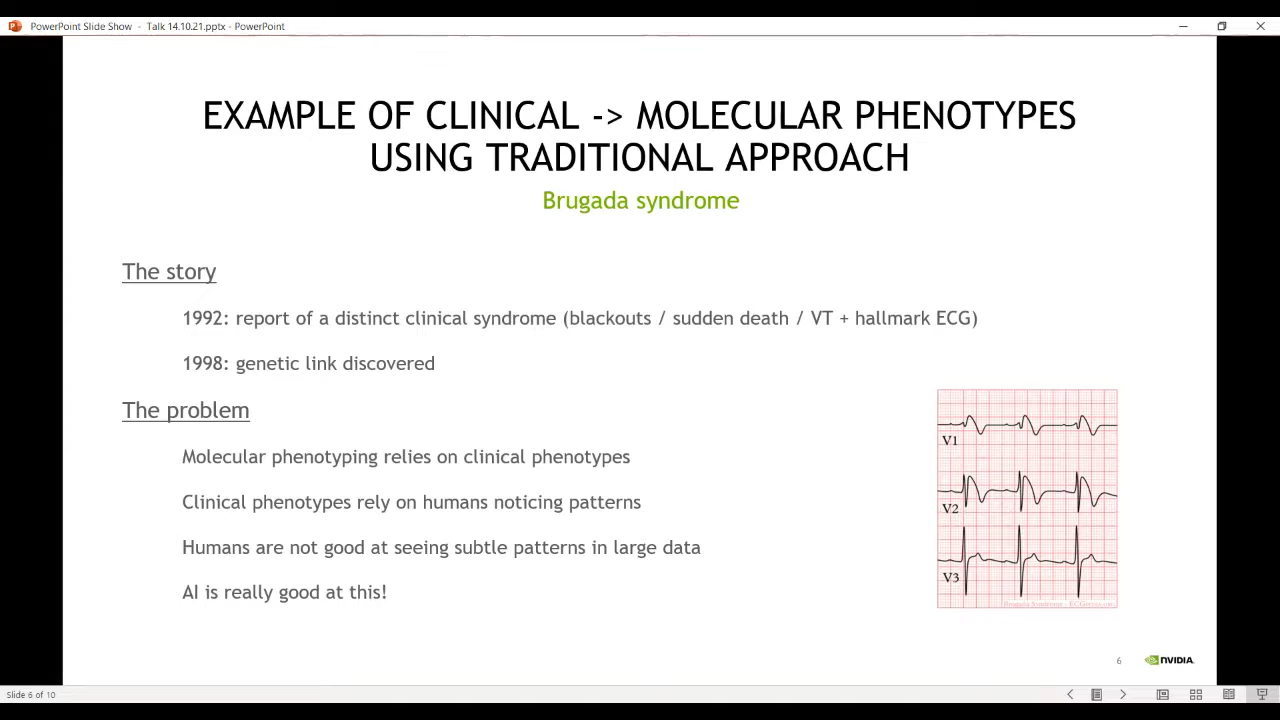 PowerPoint Slide Show - Talk 14.10.21.pptx - PowerPoint
EXAMPLE OF CLINICAL -> MOLECULAR PHENOTYPES
USING TRADITIONAL APPROACH
Brugada syndrome
The story
1992: report of a distinct clinical syndrome (blackouts / sudden death / VT + hallmark ECG)
1998: genetic link discovered
The problem
Molecular phenotyping relies on clinical phenotypes
Clinical phenotypes rely on humans noticing patterns
Humans are not good at seeing subtle patterns in large data
AI is really good at this!
V1
V2
V3
6
NVIDIA
Slide 6 of 10